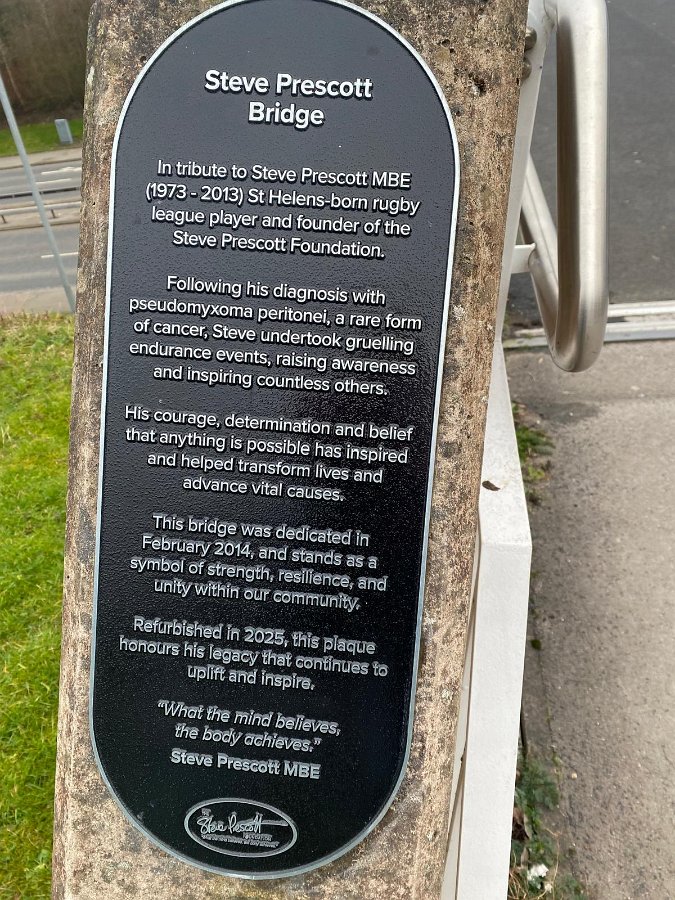 Steve Prescott
Bridge
In tribute to Steve Prescott MBE
(1973 - 2013) St Helens-born rugby
league player and founder of the
Steve Prescott Foundation.
Following his diagnosis with
pseudomyxoma peritonei, a rare form
of cancer, Steve undertook gruelling
endurance events, raising awareness
and inspiring countless others.
His courage, determination and belief
that anything is possible has inspired
and helped transform lives and
advance vital causes.
This bridge was dedicated in
February 2014, and stands as a
symbol of strength, resilience, and
unity within our community.
Refurbished in 2025, this plaque
honours his legacy that continues to
uplift and inspire.
“What the mind believes,
the body achieves.”
Steve Prescott MBE
THE
Steve Prescott
FOUNDATION